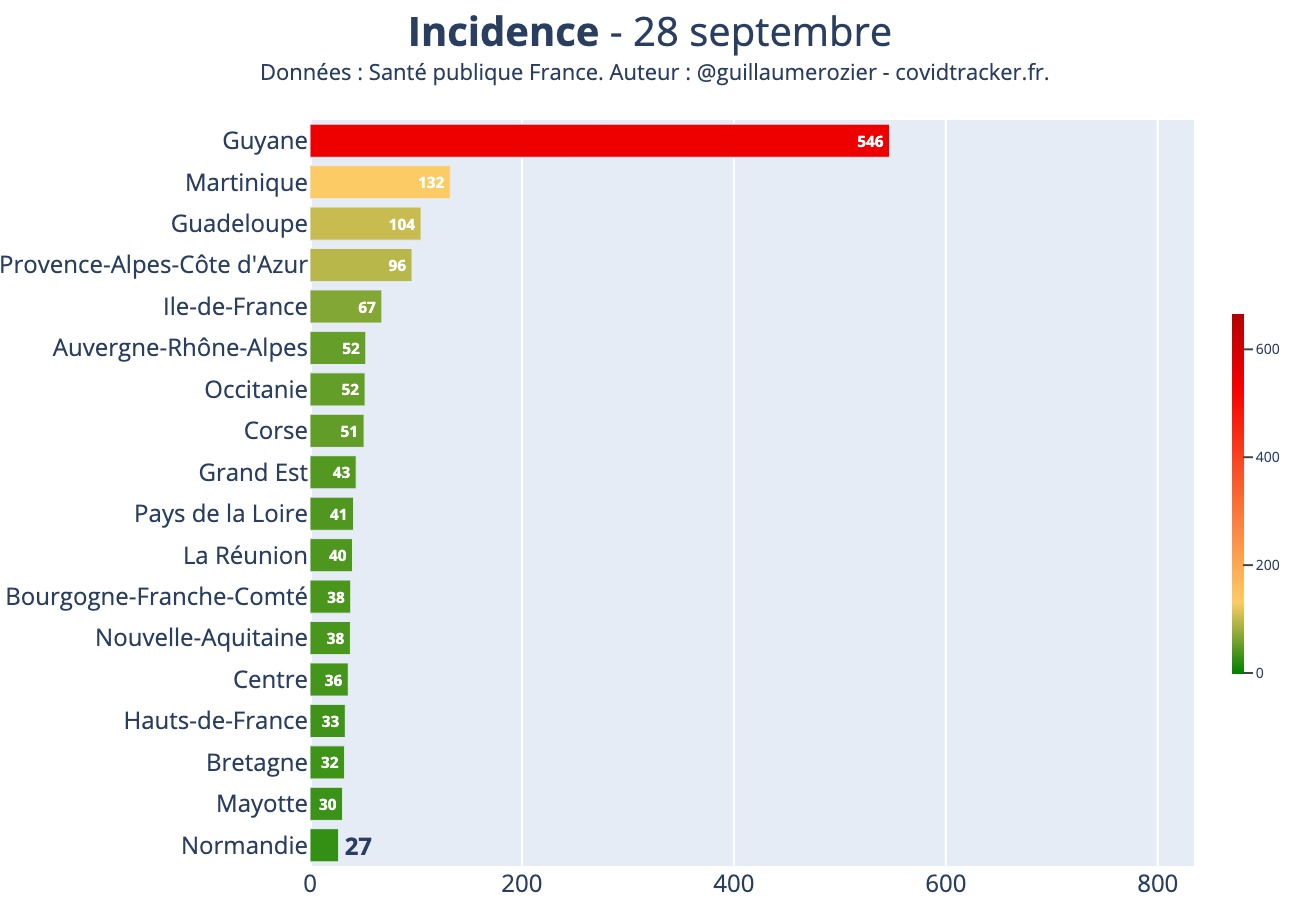 Incidence - 28 septembre
Données : Santé publique France. Auteur : @guillaumerozier - covidtracker.fr.
Guyane 546
Martinique 132
Guadeloupe 104
Provence-Alpes-Côte d'Azur 96
Ile-de-France 67
Auvergne-Rhône-Alpes 52
Occitanie 52
Corse 51
Grand Est 43
Pays de la Loire 41
La Réunion 40
Bourgogne-Franche-Comté 38
Nouvelle-Aquitaine 38
Centre 36
Hauts-de-France 33
Bretagne 32
Mayotte 30
Normandie 27
0 200 400 600 800
600
400
200
0